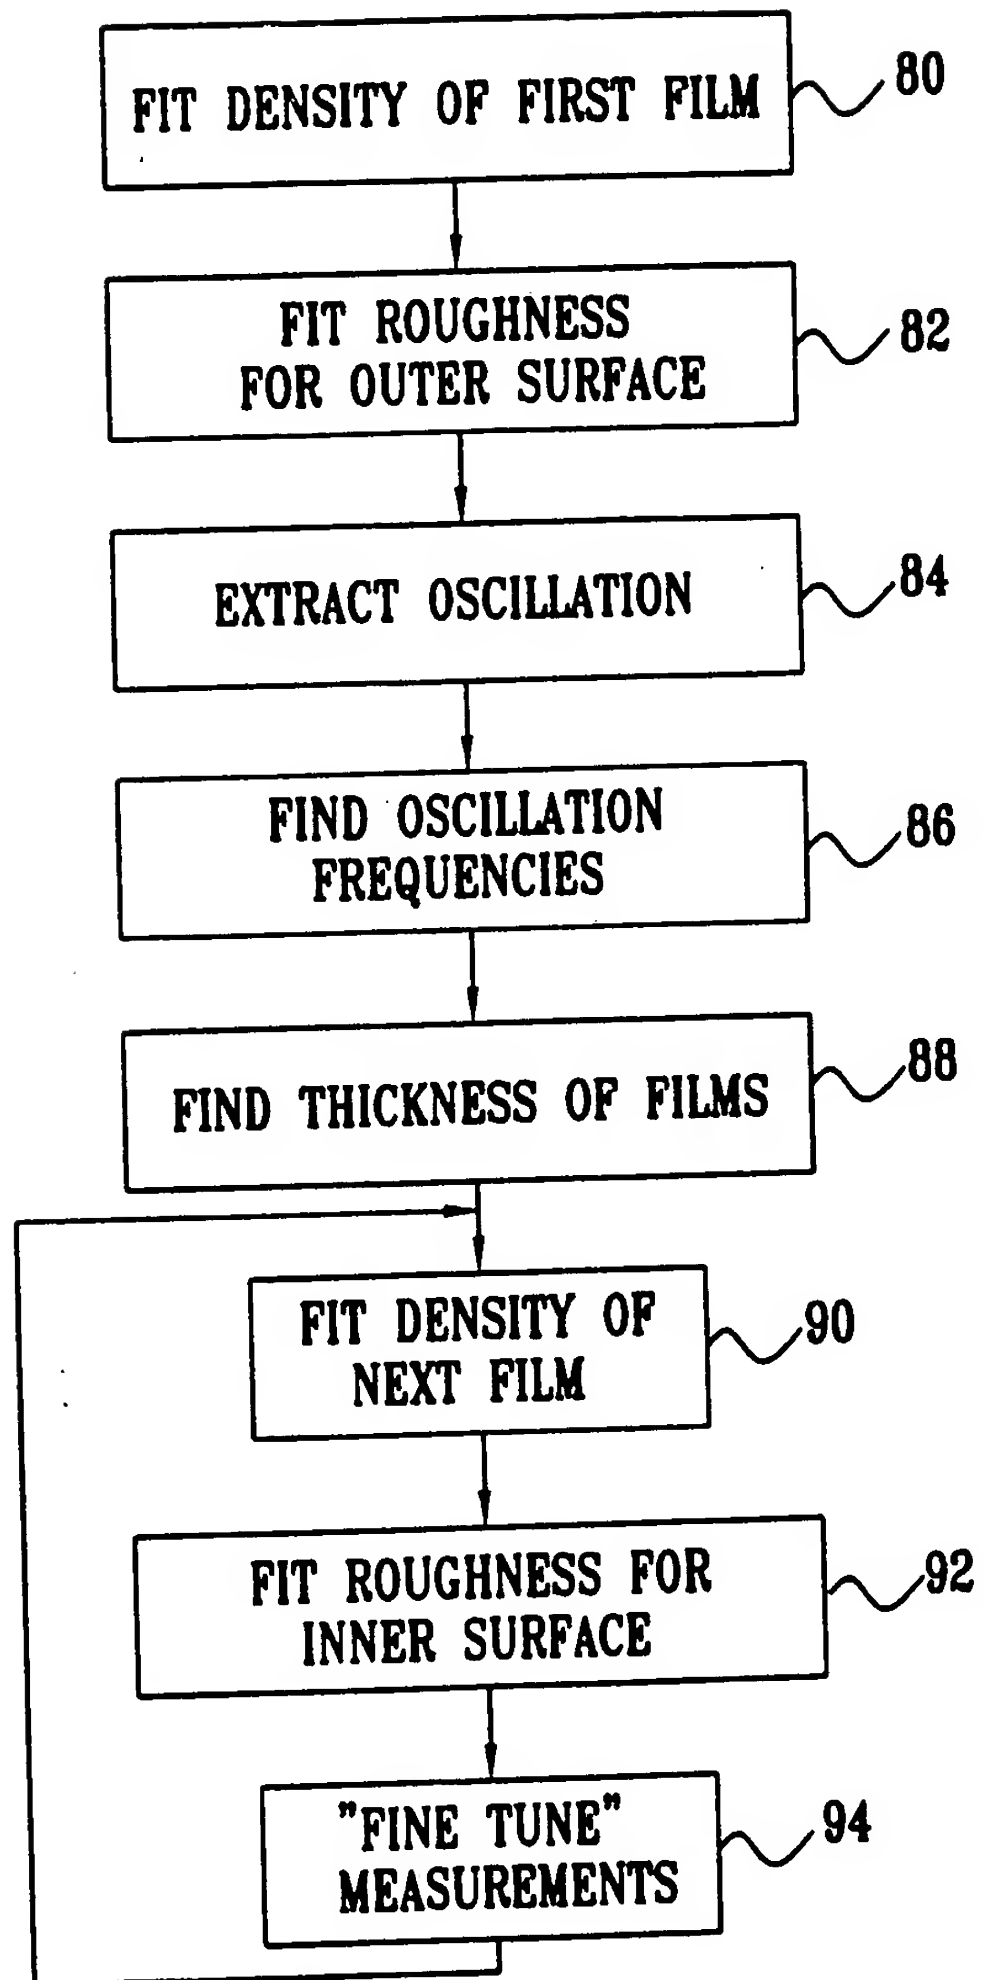 FIT DENSITY OF FIRST FILM
80
FIT ROUGHNESS
FOR OUTER SURFACE
82
EXTRACT OSCILLATION
84
FIND OSCILLATION
FREQUENCIES
86
FIND THICKNESS OF FILMS
88
FIT DENSITY OF
NEXT FILM
90
FIT ROUGHNESS FOR
INNER SURFACE
92
"FINE TUNE"
MEASUREMENTS
94